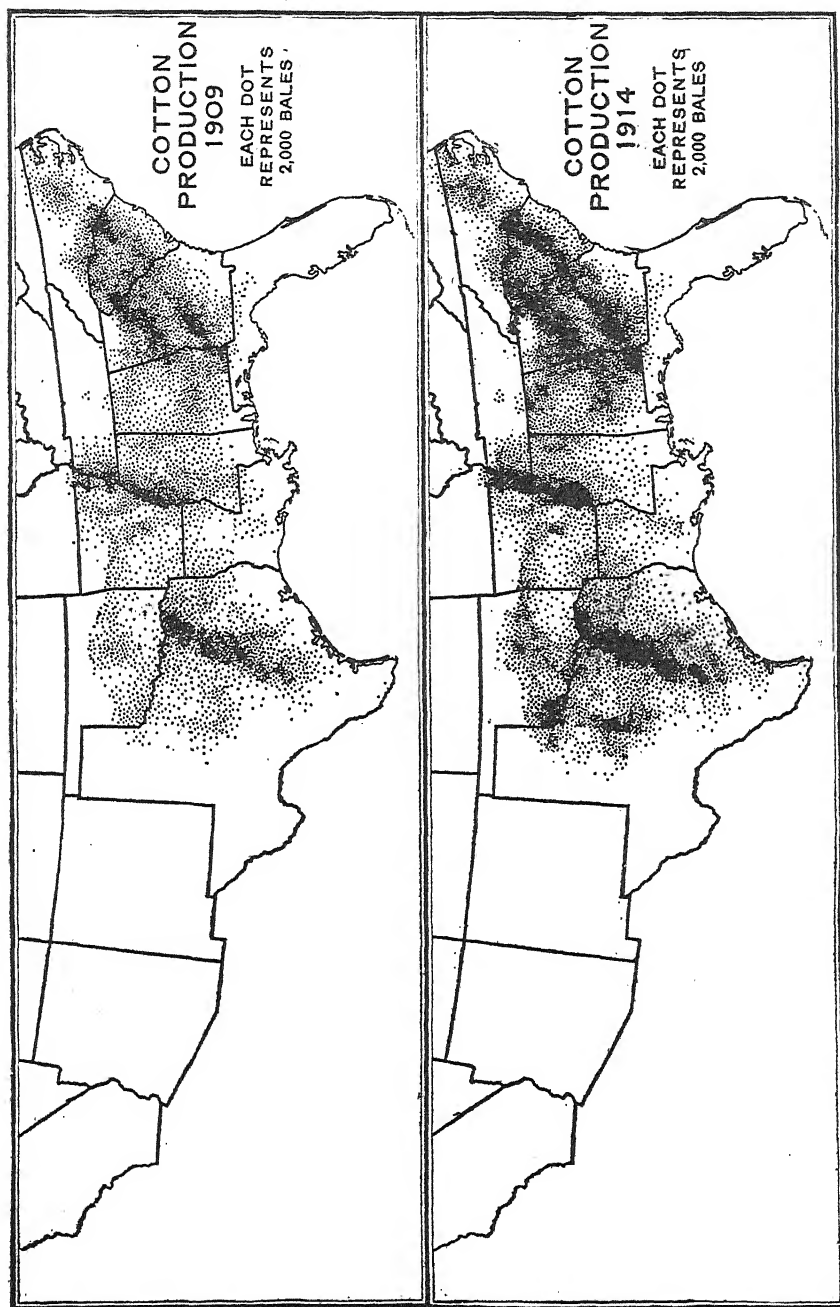 COTTON
PRODUCTION
1909
EACH DOT
REPRESENTS
2,000 BALES
COTTON
PRODUCTION
1914
EACH DOT
REPRESENTS
2,000 BALES